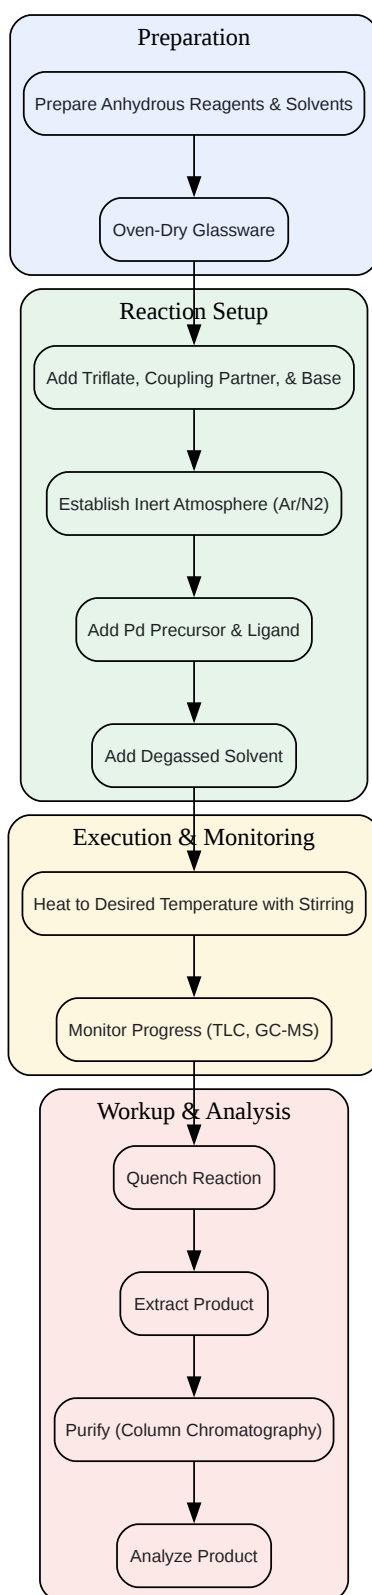 Preparation
Prepare Anhydrous Reagents & Solvents
Oven-Dry Glassware
Reaction Setup
Add Triflate, Coupling Partner, & Base
Establish Inert Atmosphere (Ar/N2)
Add Pd Precursor & Ligand
Add Degassed Solvent
Execution & Monitoring
Heat to Desired Temperature with Stirring
Monitor Progress (TLC, GC-MS)
Workup & Analysis
Quench Reaction
Extract Product
Purify (Column Chromatography)
Analyze Product